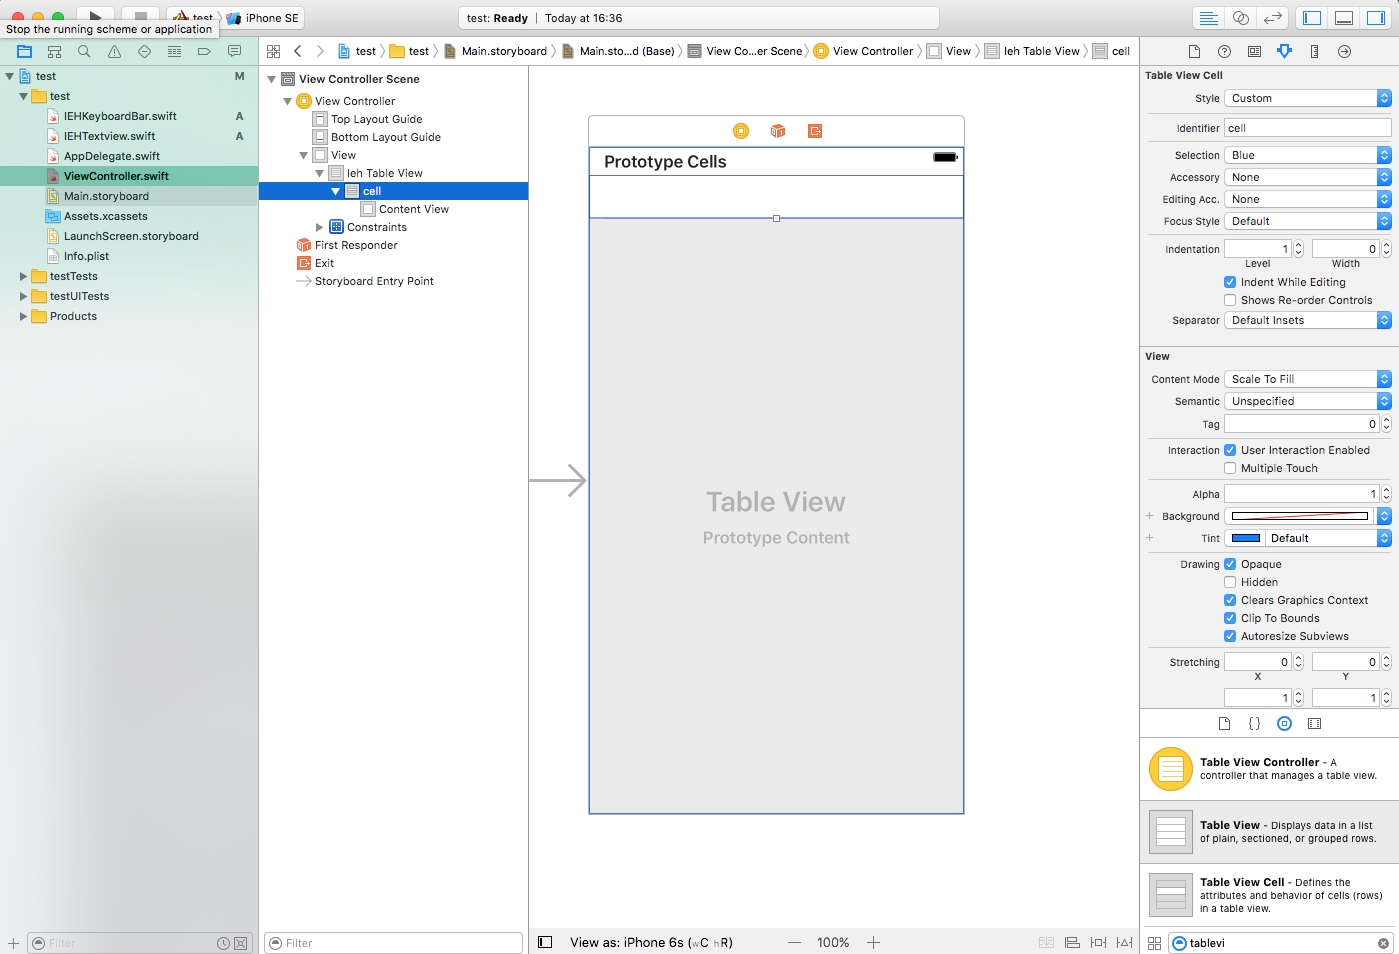 test
iPhone SE
test: Ready | Today at 16:36
Stop the running scheme or application
test
test
Main.storyboard
Main.sto...d (Base)
View Co...er Scene
View Controller
View
Ieh Table View
cell
test M
test
IEHKeyboardBar.swift A
IEHTextview.swift A
AppDelegate.swift
ViewController.swift
Main.storyboard
Assets.xcassets
LaunchScreen.storyboard
Info.plist
testTests
testUITests
Products
Filter
View Controller Scene
View Controller
Top Layout Guide
Bottom Layout Guide
View
Ieh Table View
cell
Content View
Constraints
First Responder
Exit
Storyboard Entry Point
Filter
Prototype Cells
Table View
Prototype Content
View as: iPhone 6s (wC hR)
100%
Table View Cell
Style Custom
Identifier cell
Selection Blue
Accessory None
Editing Acc. None
Focus Style Default
Indentation 1 0
Level Width
Indent While Editing
Shows Re-order Controls
Separator Default Insets
View
Content Mode Scale To Fill
Semantic Unspecified
Tag 0
Interaction User Interaction Enabled
Multiple Touch
Alpha 1
Background
Tint Default
Drawing Opaque
Hidden
Clears Graphics Context
Clip To Bounds
Autoresize Subviews
Stretching 0 0
X Y
1 1
Table View Controller - A
controller that manages a table view.
Table View - Displays data in a list
of plain, sectioned, or grouped rows.
Table View Cell - Defines the
attributes and behavior of cells (rows)
in a table view.
tablevi